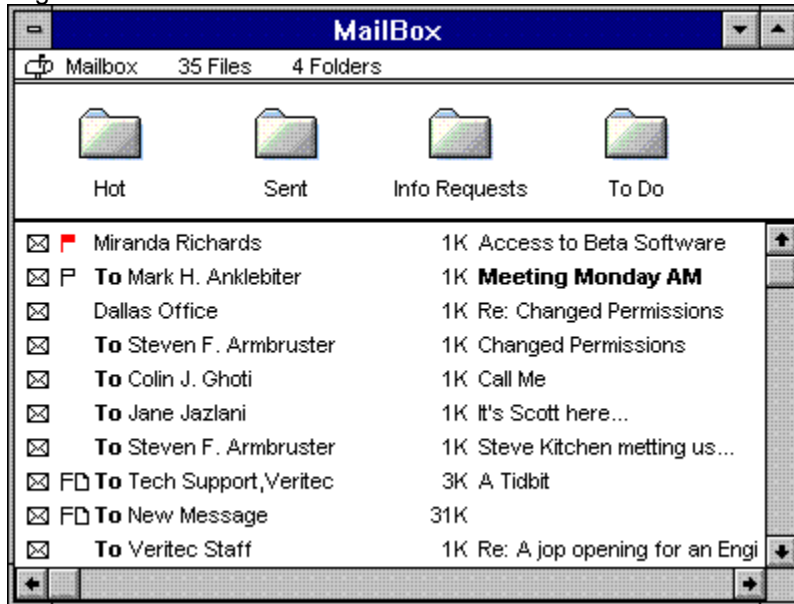 MailBox
Mailbox 35 Files 4 Folders
Hot Sent Info Requests To Do
Miranda Richards 1K Access to Beta Software
To Mark H. Anklebiter 1K Meeting Monday AM
Dallas Office 1K Re: Changed Permissions
To Steven F. Armbruster 1K Changed Permissions
To Colin J. Ghoti 1K Call Me
To Jane Jazlani 1K It's Scott here...
To Steven F. Armbruster 1K Steve Kitchen metting us...
To Tech Support,Veritec 3K A Tidbit
To New Message 31K
To Veritec Staff 1K Re: A jop opening for an Engi